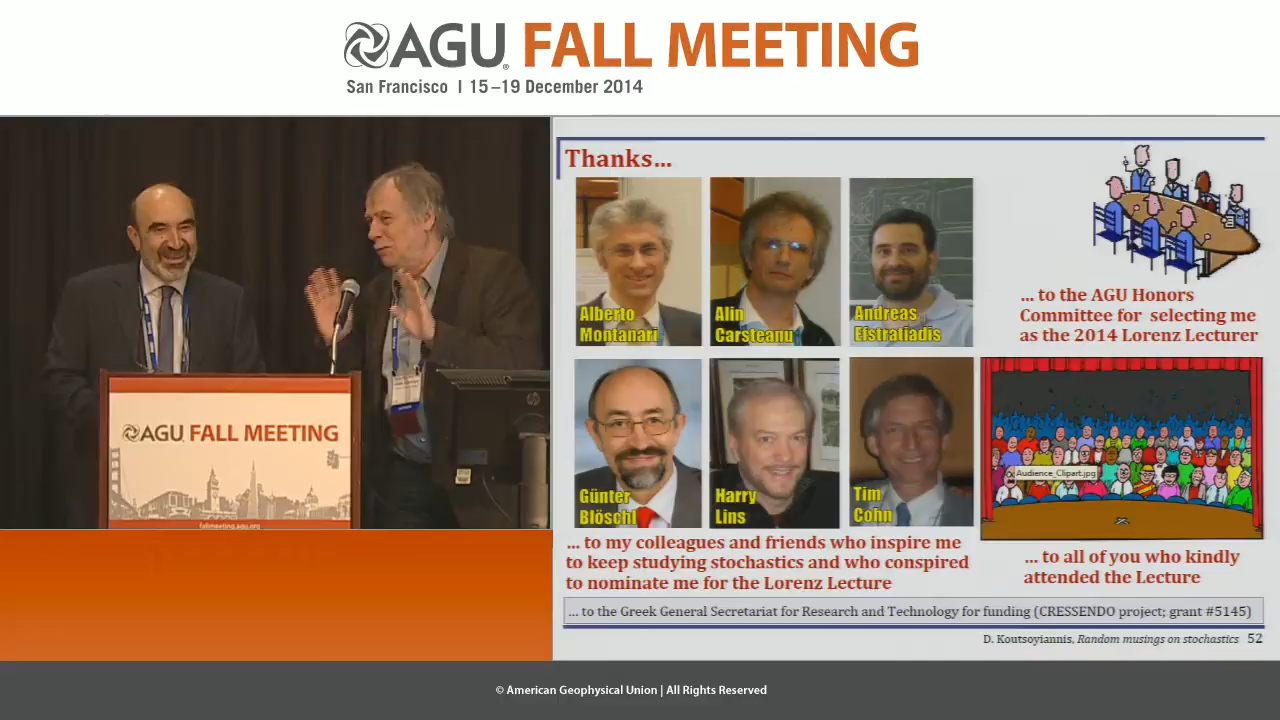 AGU FALL MEETING
San Francisco | 15–19 December 2014
AGU FALL MEETING
fallmeeting.agu.org
Thanks...
Alberto
Montanari
Alin
Carsteanu
Andreas
Efstratiadis
Günter
Blöschl
Harry
Lins
Tim
Cohn
... to my colleagues and friends who inspire me
to keep studying stochastics and who conspired
to nominate me for the Lorenz Lecture
... to the AGU Honors
Committee for selecting me
as the 2014 Lorenz Lecturer
Audience_Clipart.jpg
... to all of you who kindly
attended the Lecture
... to the Greek General Secretariat for Research and Technology for funding (CRESSENDO project; grant #5145)
D. Koutsoyiannis, Random musings on stochastics 52
© American Geophysical Union | All Rights Reserved